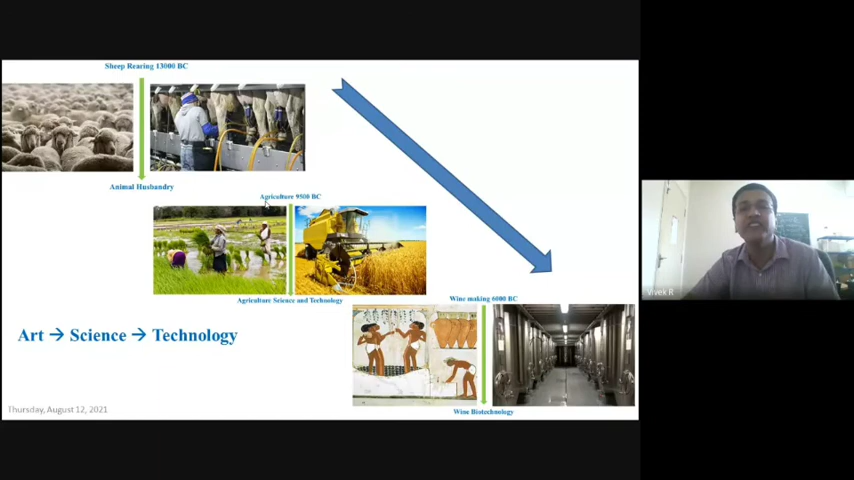 Sheep Rearing 13000 BC
Animal Husbandry
Agriculture 9500 BC
Agriculture Science and Technology
Wine making 6000 BC
Art → Science → Technology
Wine Biotechnology
Thursday, August 12, 2021
Vivek R